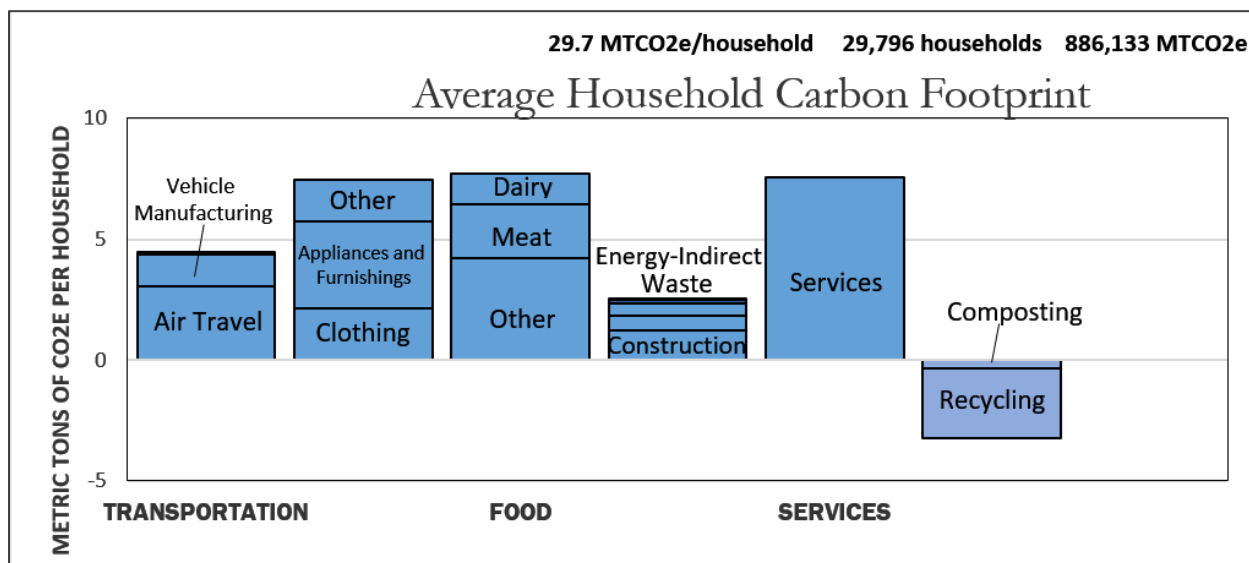 29.7 MTCO2e/household 29,796 households 886,133 MTCO2e
Average Household Carbon Footprint
METRIC TONS OF CO2E PER HOUSEHOLD
10
5
0
-5
Vehicle
Manufacturing
Air Travel
Other
Appliances and
Furnishings
Clothing
Dairy
Meat
Other
Energy-Indirect
Waste
Construction
Services
Composting
Recycling
TRANSPORTATION
FOOD
SERVICES